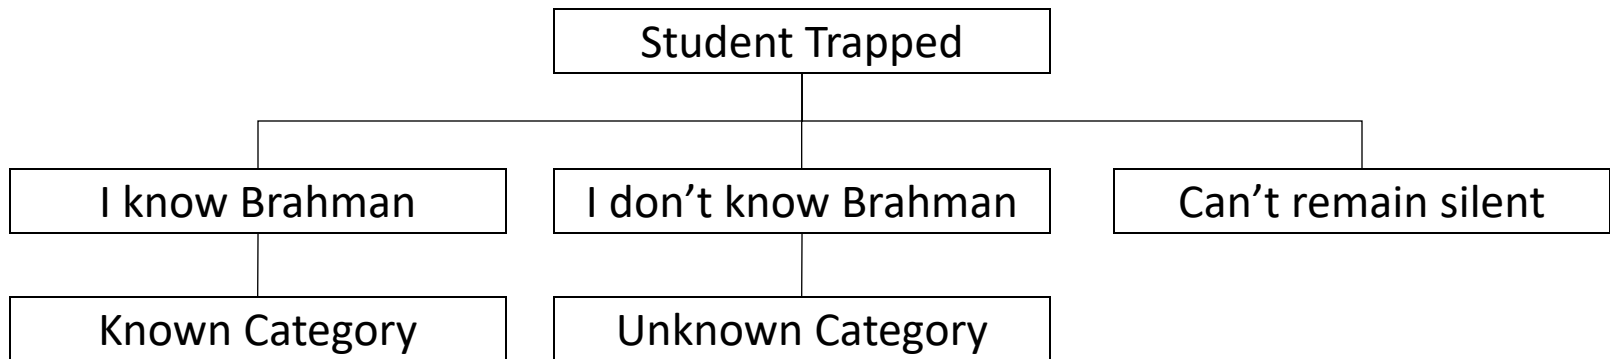 Student Trapped
I know Brahman
I don’t know Brahman
Can’t remain silent
Known Category
Unknown Category